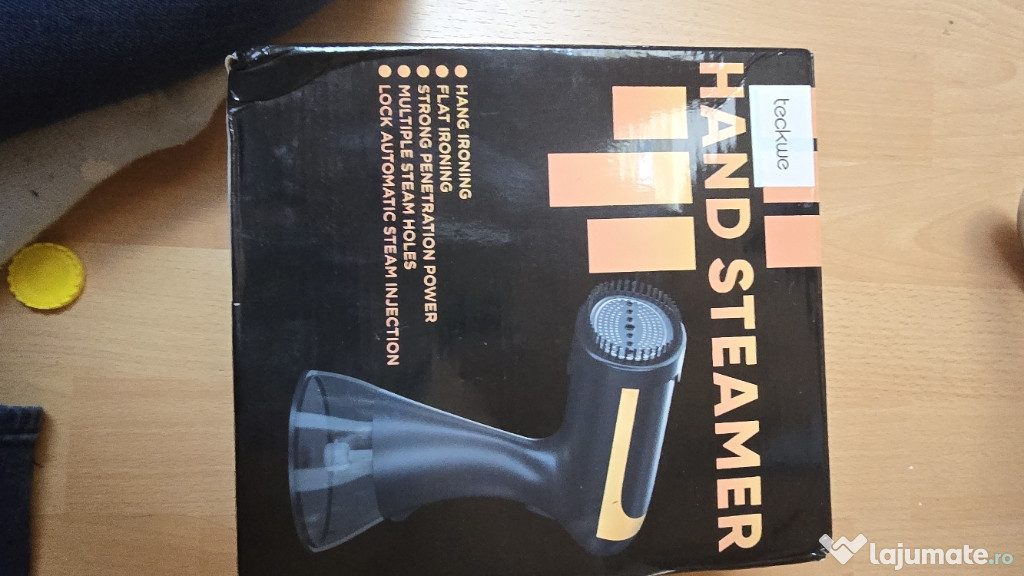 teckwe
HAND STEAMER
HANG IRONING
FLAT IRONING
STRONG PENETRATION POWER
MULTIPLE STEAM HOLES
LOCK AUTOMATIC STEAM INJECTION
lajumate.ro